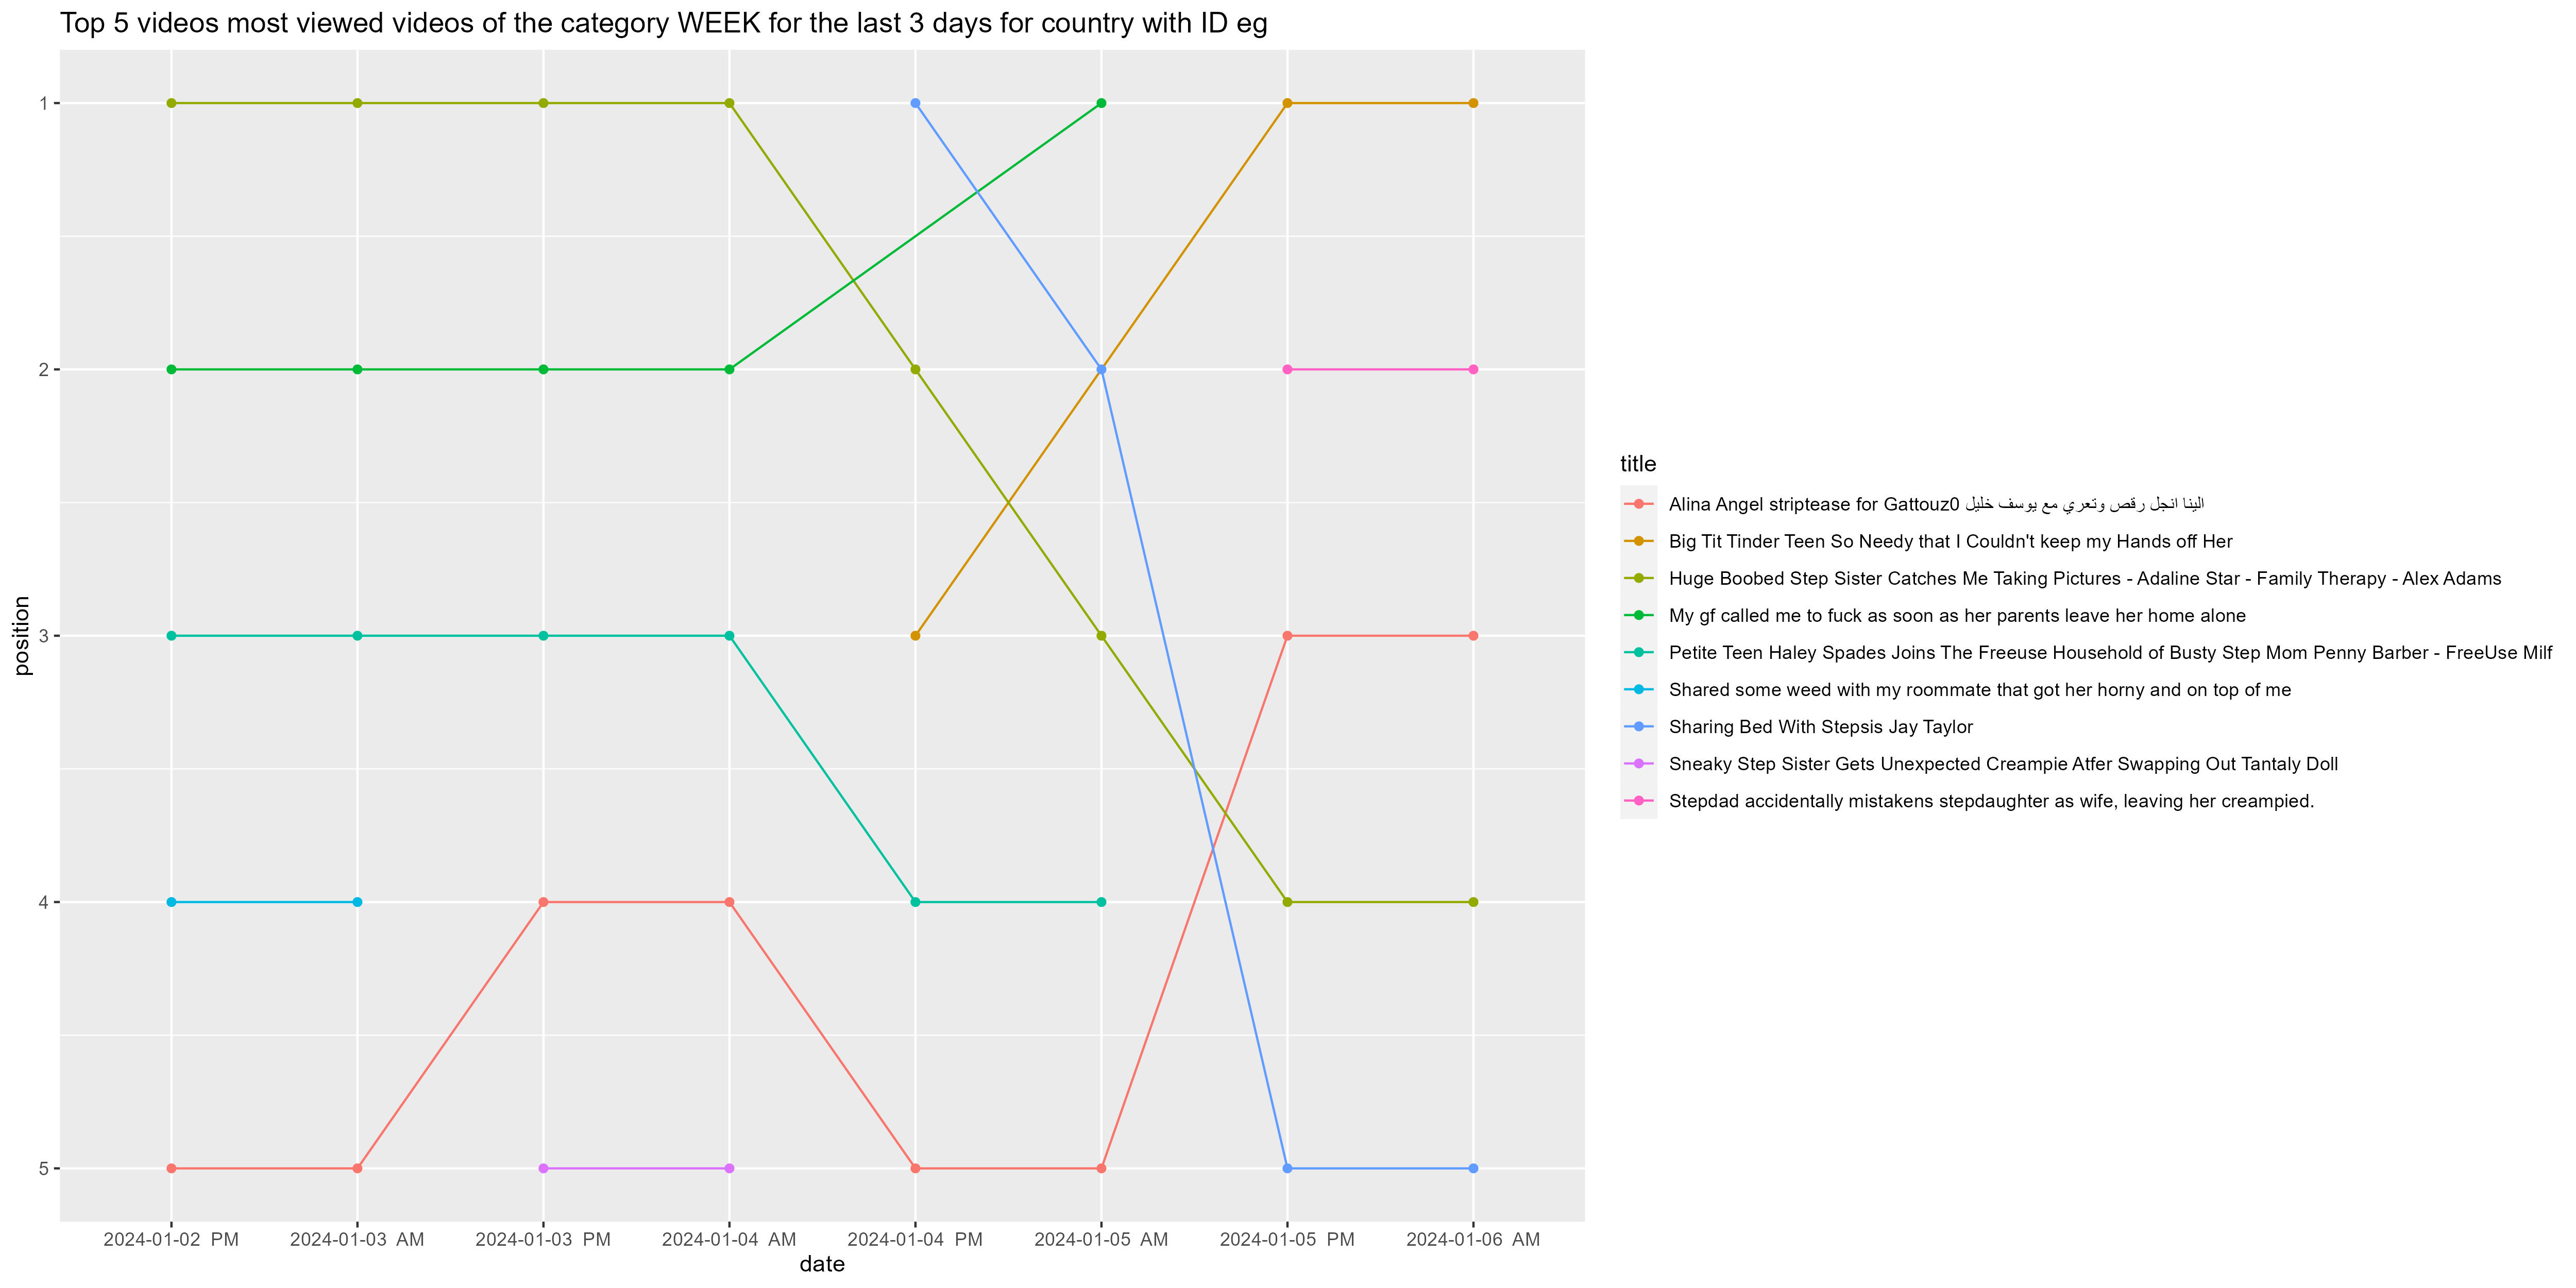 Top 5 videos most viewed videos of the category WEEK for the last 3 days for country with ID eg
position
1
2
3
4
5
2024-01-02 PM
2024-01-03 AM
2024-01-03 PM
2024-01-04 AM
2024-01-04 PM
2024-01-05 AM
2024-01-05 PM
2024-01-06 AM
date
title
Alina Angel striptease for Gattouz0 الينا انجل رقص وتعري مع يوسف خليل
Big Tit Tinder Teen So Needy that I Couldn't keep my Hands off Her
Huge Boobed Step Sister Catches Me Taking Pictures - Adaline Star - Family Therapy - Alex Adams
My gf called me to fuck as soon as her parents leave her home alone
Petite Teen Haley Spades Joins The Freeuse Household of Busty Step Mom Penny Barber - FreeUse Milf
Shared some weed with my roommate that got her horny and on top of me
Sharing Bed With Stepsis Jay Taylor
Sneaky Step Sister Gets Unexpected Creampie Atfer Swapping Out Tantaly Doll
Stepdad accidentally mistakens stepdaughter as wife, leaving her creampied.